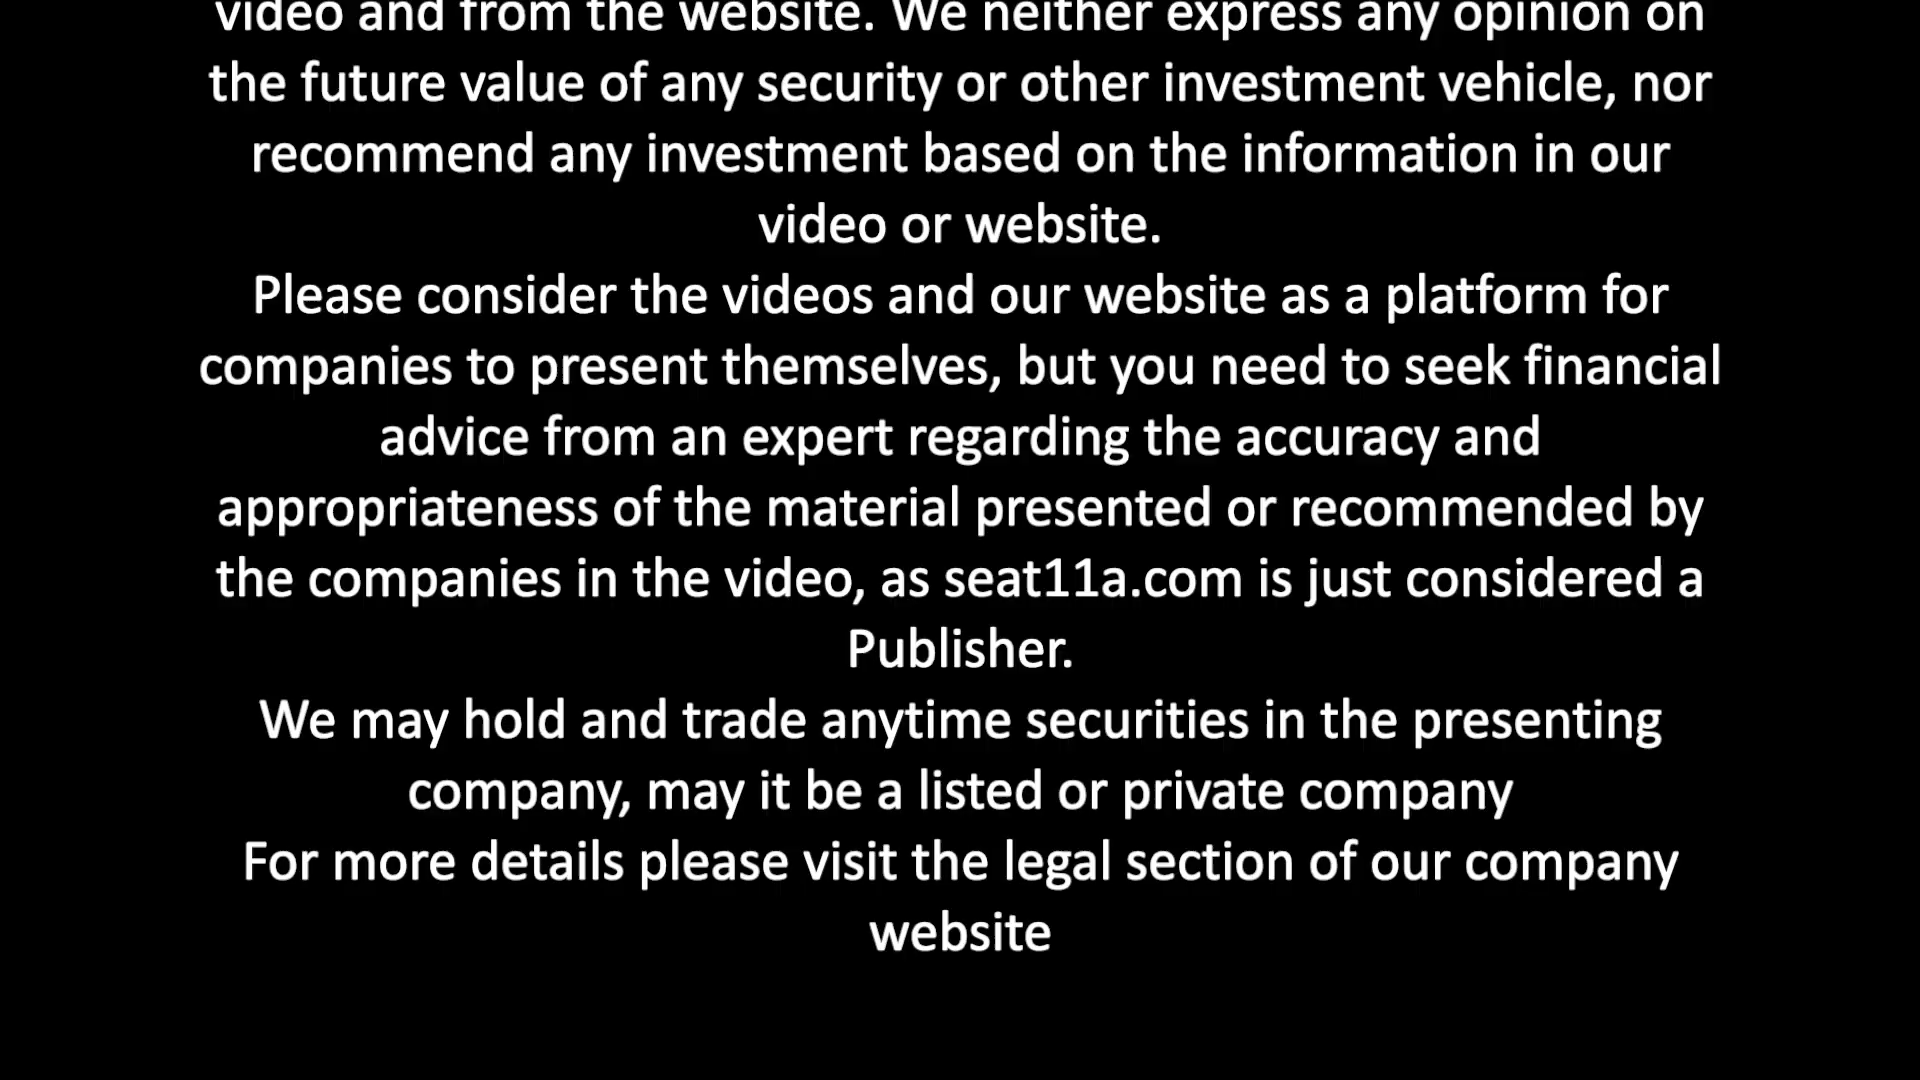 video and from the website. We neither express any opinion on
the future value of any security or other investment vehicle, nor
recommend any investment based on the information in our
video or website.
Please consider the videos and our website as a platform for
companies to present themselves, but you need to seek financial
advice from an expert regarding the accuracy and
appropriateness of the material presented or recommended by
the companies in the video, as seat11a.com is just considered a
Publisher.
We may hold and trade anytime securities in the presenting
company, may it be a listed or private company
For more details please visit the legal section of our company
website